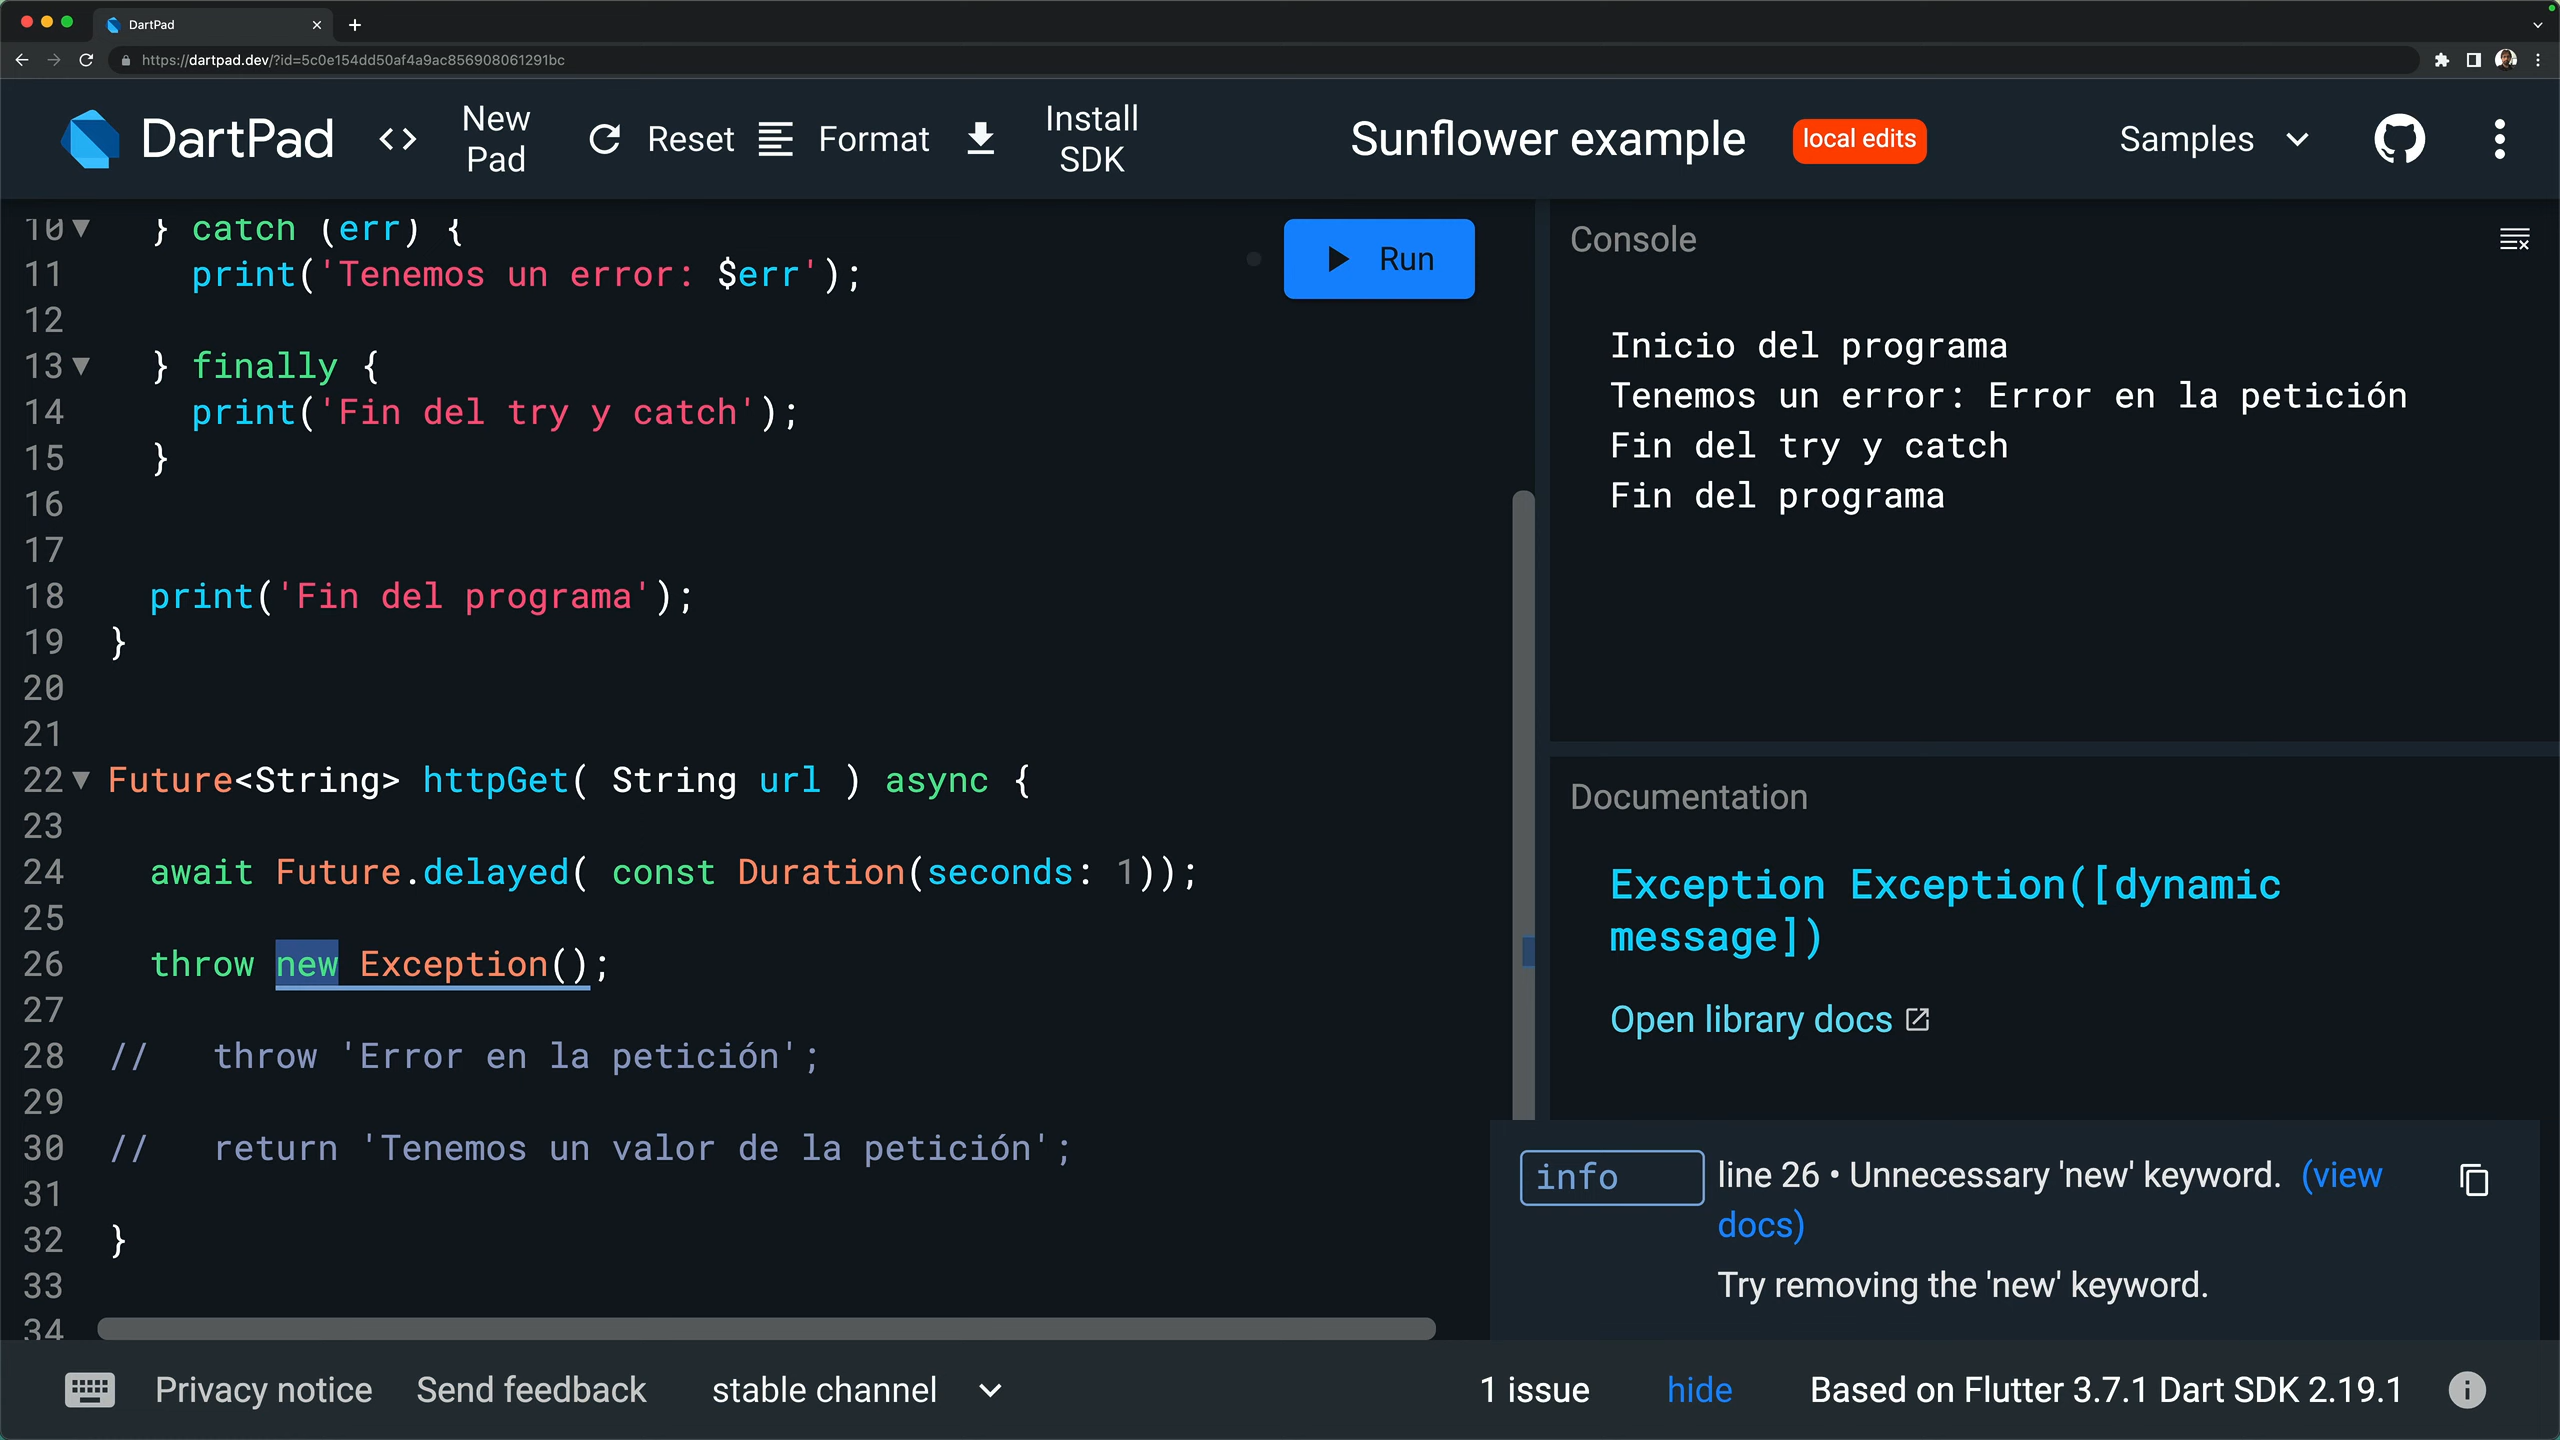 DartPad
https://dartpad.dev/?id=5c0e154dd50af4a9ac856908061291bc
DartPad
<> New Pad
Reset
Format
Install SDK
Sunflower example
local edits
Samples
10 } catch (err) {
11 print('Tenemos un error: $err');
12
13 } finally {
14 print('Fin del try y catch');
15 }
16
17
18 print('Fin del programa');
19 }
20
21
22 Future<String> httpGet( String url ) async {
23
24 await Future.delayed( const Duration(seconds: 1));
25
26 throw new Exception();
27
28 // throw 'Error en la petición';
29
30 // return 'Tenemos un valor de la petición';
31
32 }
33
34
Run
Console
Inicio del programa
Tenemos un error: Error en la petición
Fin del try y catch
Fin del programa
Documentation
Exception Exception([dynamic
message])
Open library docs
info line 26 • Unnecessary 'new' keyword. (view
docs)
Try removing the 'new' keyword.
Privacy notice
Send feedback
stable channel
1 issue
hide
Based on Flutter 3.7.1 Dart SDK 2.19.1